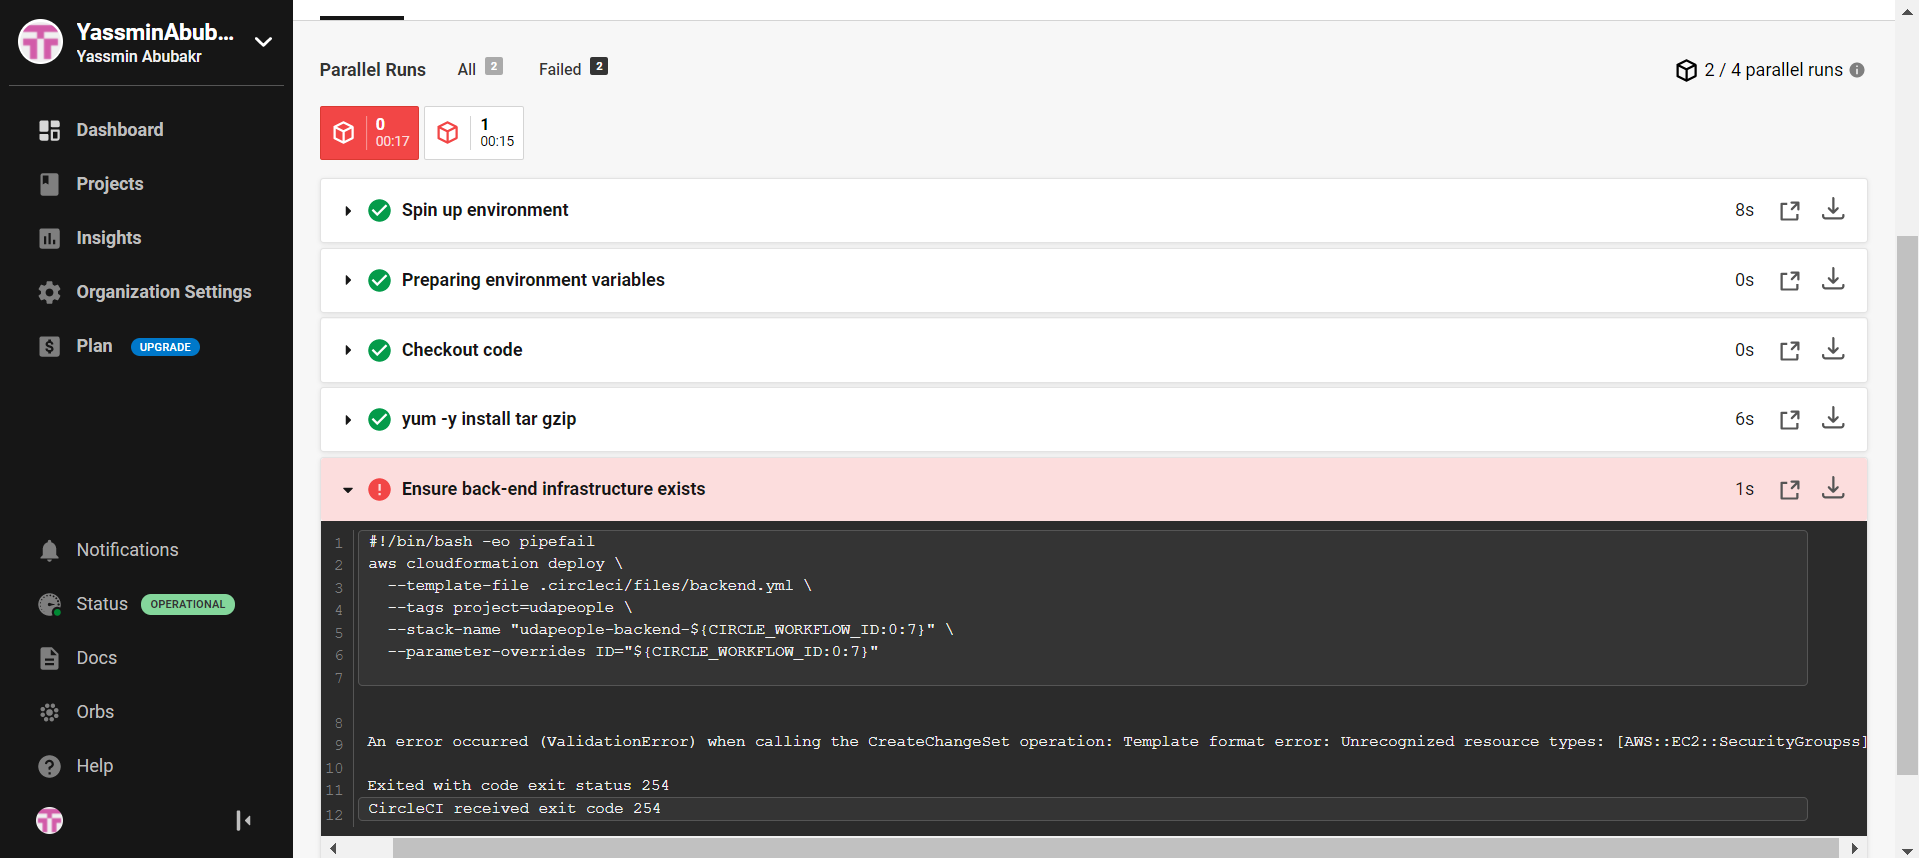 YassminAbub...
Yassmin Abubakr
Dashboard
Projects
Insights
Organization Settings
Plan UPGRADE
Notifications
Status OPERATIONAL
Docs
Orbs
Help
Parallel Runs All 2 Failed 2
2 / 4 parallel runs
0
00:17
1
00:15
Spin up environment 8s
Preparing environment variables 0s
Checkout code 0s
yum -y install tar gzip 6s
Ensure back-end infrastructure exists 1s
1 #!/bin/bash -eo pipefail
2 aws cloudformation deploy \
3 --template-file .circleci/files/backend.yml \
4 --tags project=udapeople \
5 --stack-name "udapeople-backend-${CIRCLE_WORKFLOW_ID:0:7}" \
6 --parameter-overrides ID="${CIRCLE_WORKFLOW_ID:0:7}"
7
8
9 An error occurred (ValidationError) when calling the CreateChangeSet operation: Template format error: Unrecognized resource types: [AWS::EC2::SecurityGroupss]
10
11 Exited with code exit status 254
12 CircleCI received exit code 254